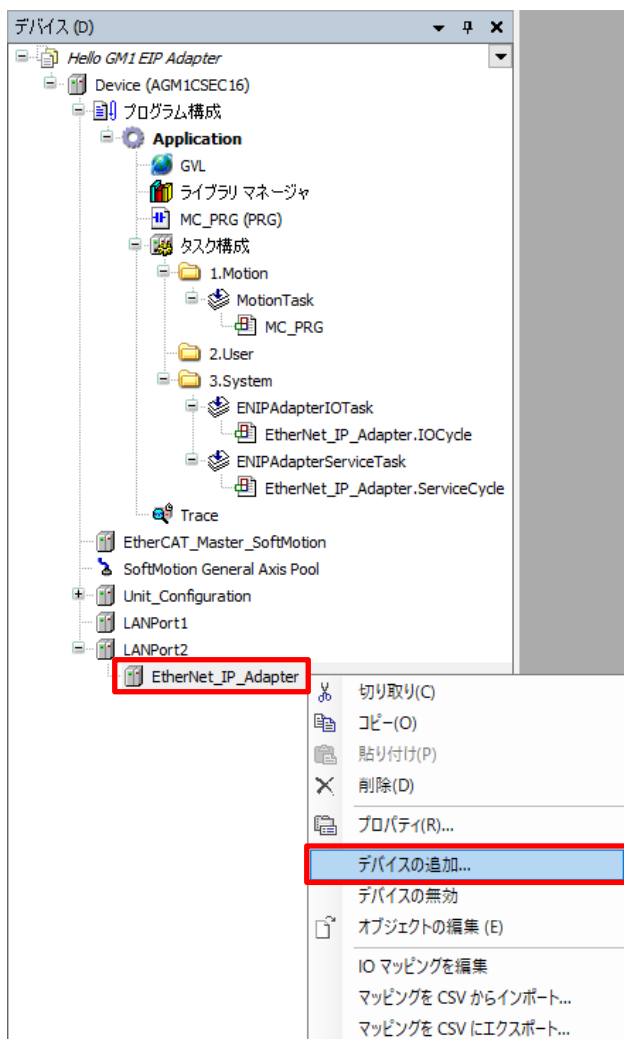 デバイス (D)
Hello GM1 EIP Adapter
Device (AGM1CSEC16)
プログラム構成
Application
GVL
ライブラリ マネージャ
MC_PRG (PRG)
タスク構成
1.Motion
MotionTask
MC_PRG
2.User
3.System
ENIPAdapterIOTask
EtherNet_IP_Adapter.IOCycle
ENIPAdapterServiceTask
EtherNet_IP_Adapter.ServiceCycle
Trace
EtherCAT_Master_SoftMotion
SoftMotion General Axis Pool
Unit_Configuration
LANPort1
LANPort2
EtherNet_IP_Adapter
切り取り(C)
コピー(O)
貼り付け(P)
削除(D)
プロパティ(R)...
デバイスの追加...
デバイスの無効
オブジェクトの編集 (E)
IO マッピングを編集
マッピングを CSV からインポート...
マッピングを CSV にエクスポート...